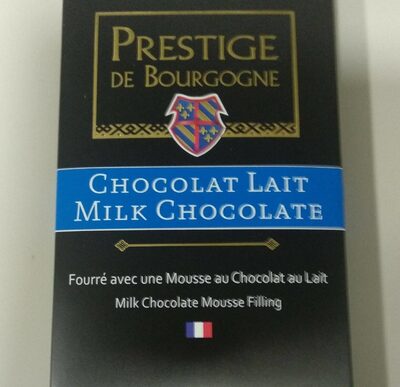 PRESTIGE
DE BOURGOGNE
CHOCOLAT LAIT
MILK CHOCOLATE
Fourré avec une Mousse au Chocolat au Lait
Milk Chocolate Mousse Filling